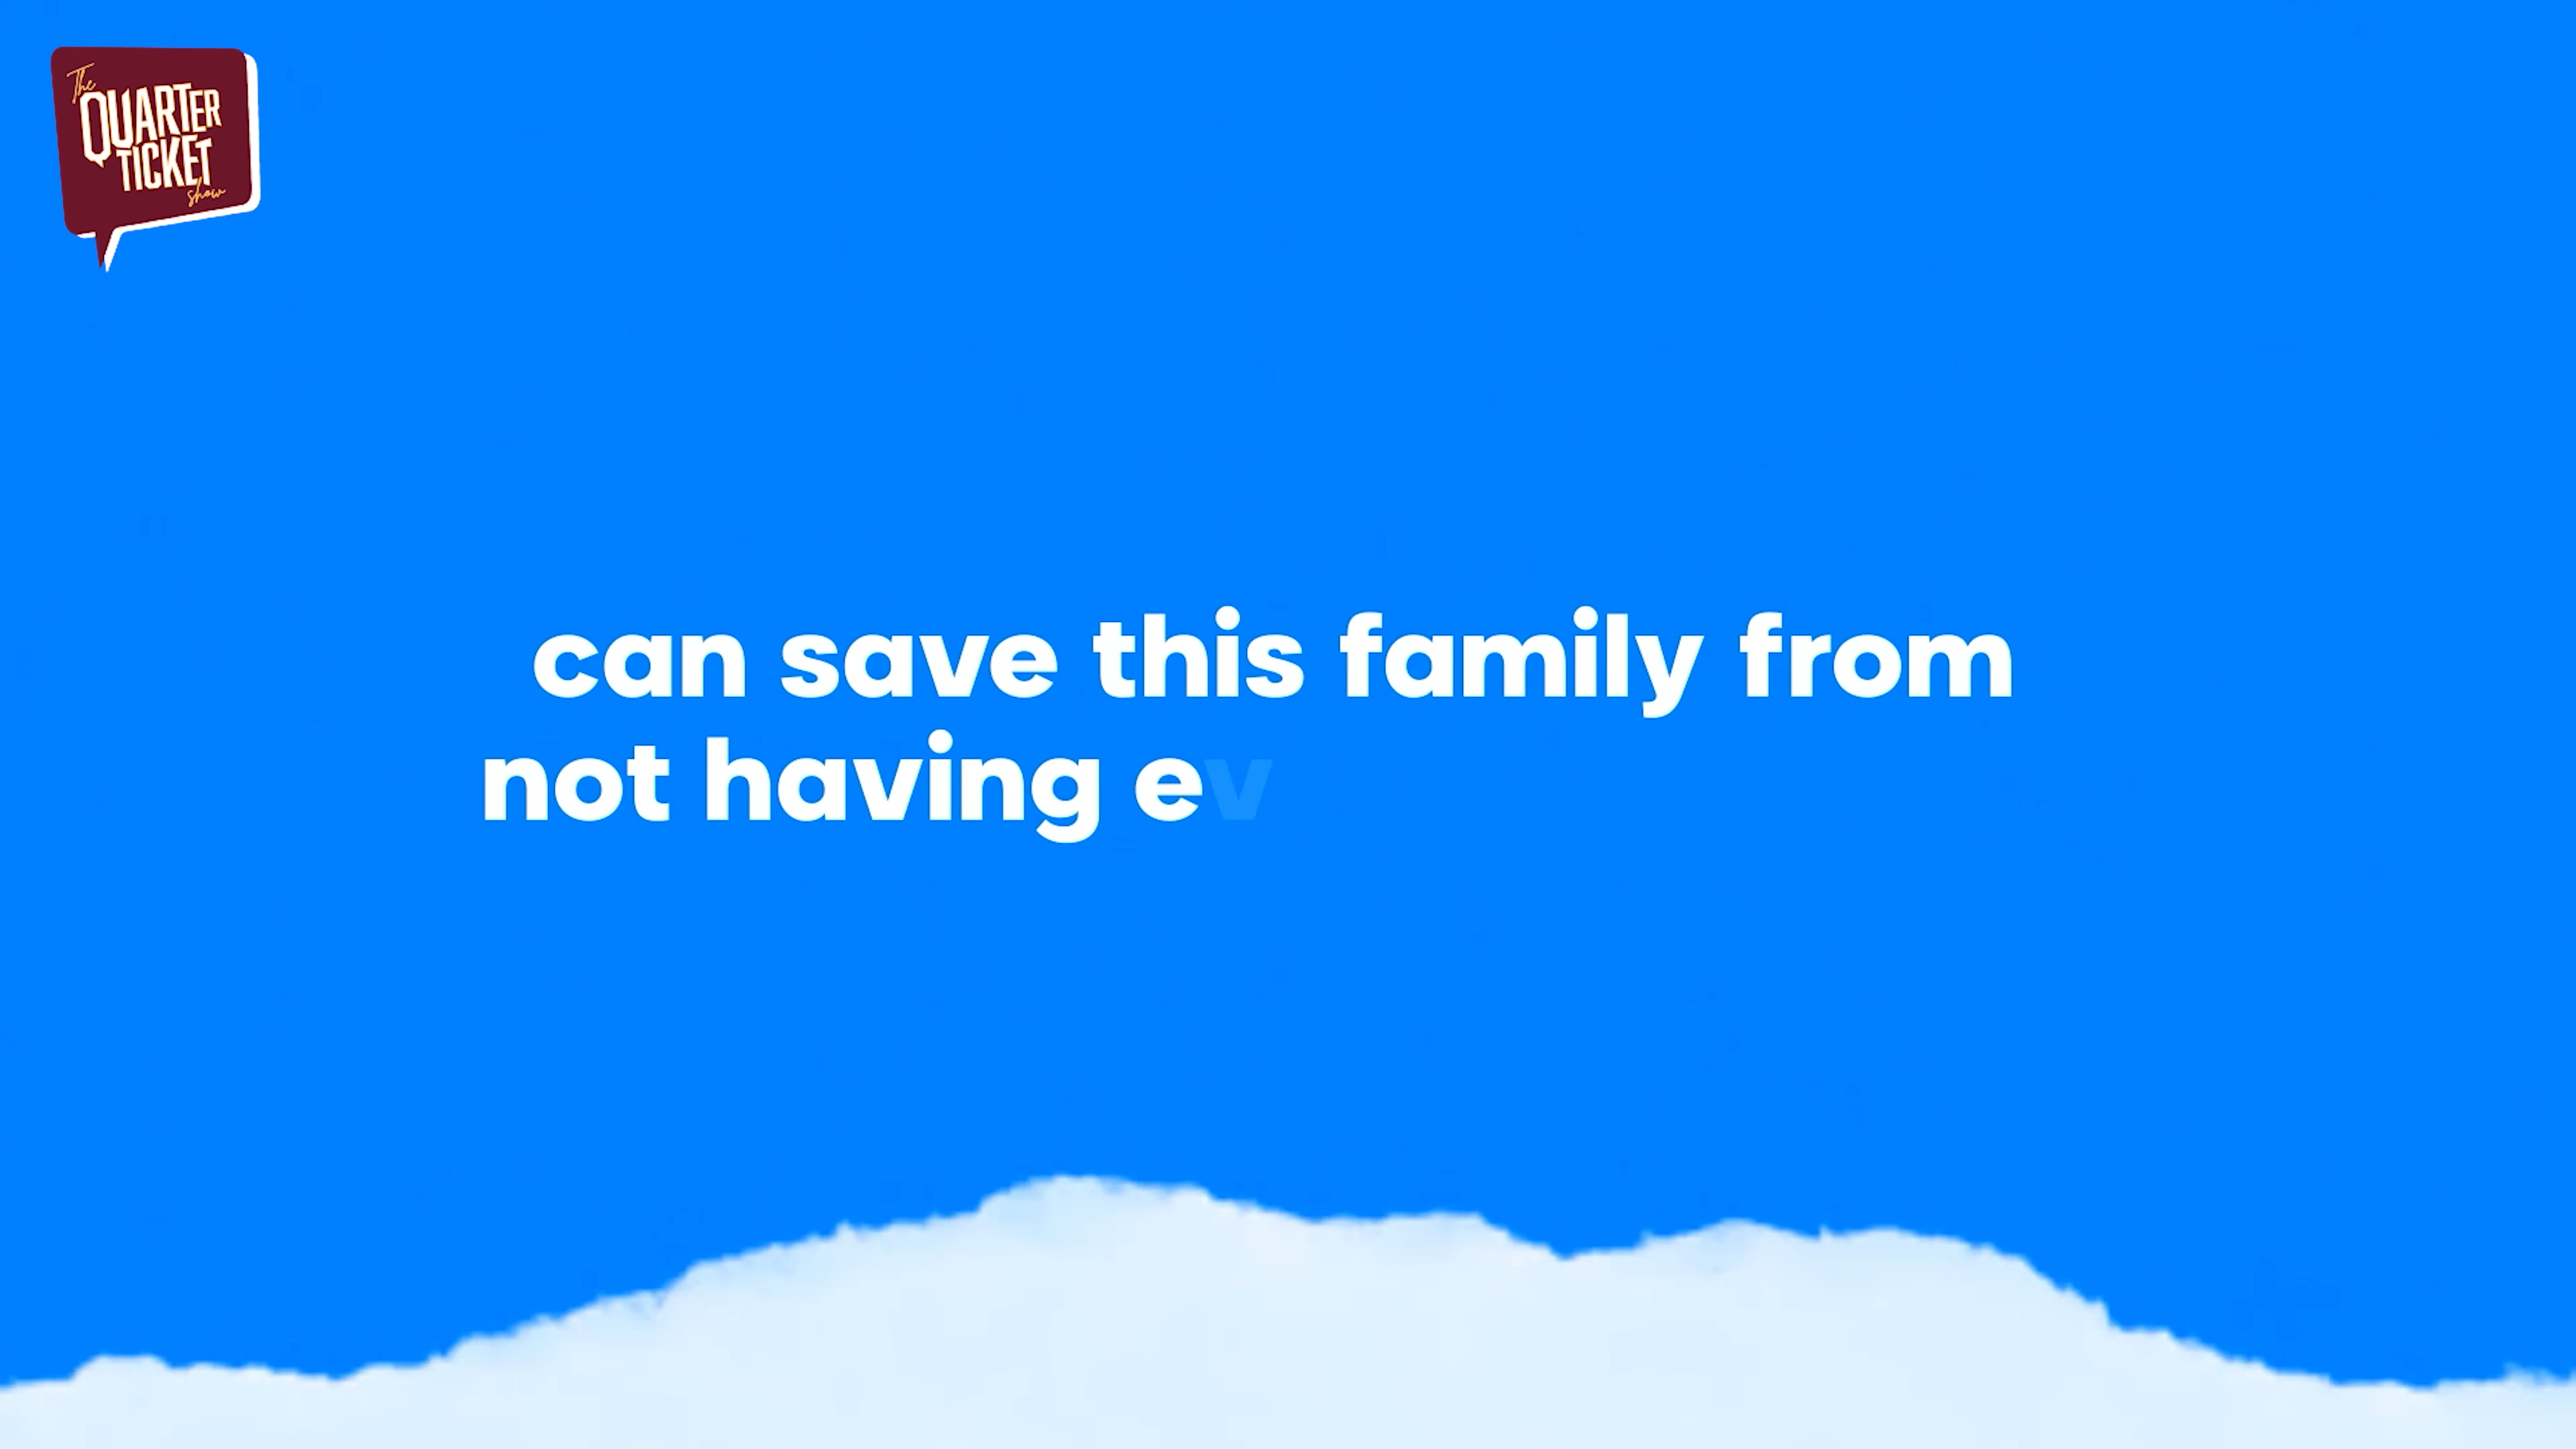 The
QUARTER
TICKET
show
can save this family from
not having ev